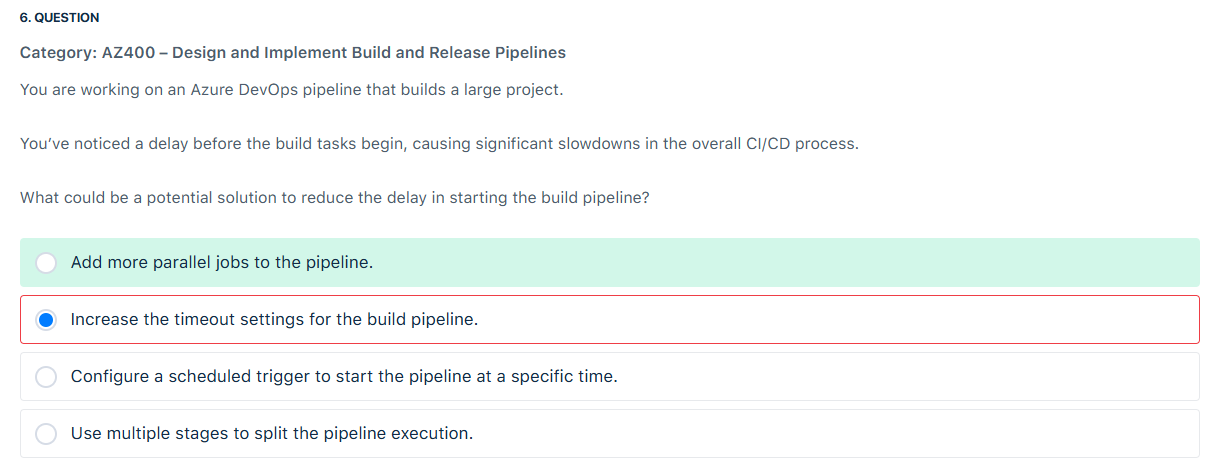 6. QUESTION
Category: AZ400 – Design and Implement Build and Release Pipelines
You are working on an Azure DevOps pipeline that builds a large project.
You’ve noticed a delay before the build tasks begin, causing significant slowdowns in the overall CI/CD process.
What could be a potential solution to reduce the delay in starting the build pipeline?
Add more parallel jobs to the pipeline.
Increase the timeout settings for the build pipeline.
Configure a scheduled trigger to start the pipeline at a specific time.
Use multiple stages to split the pipeline execution.